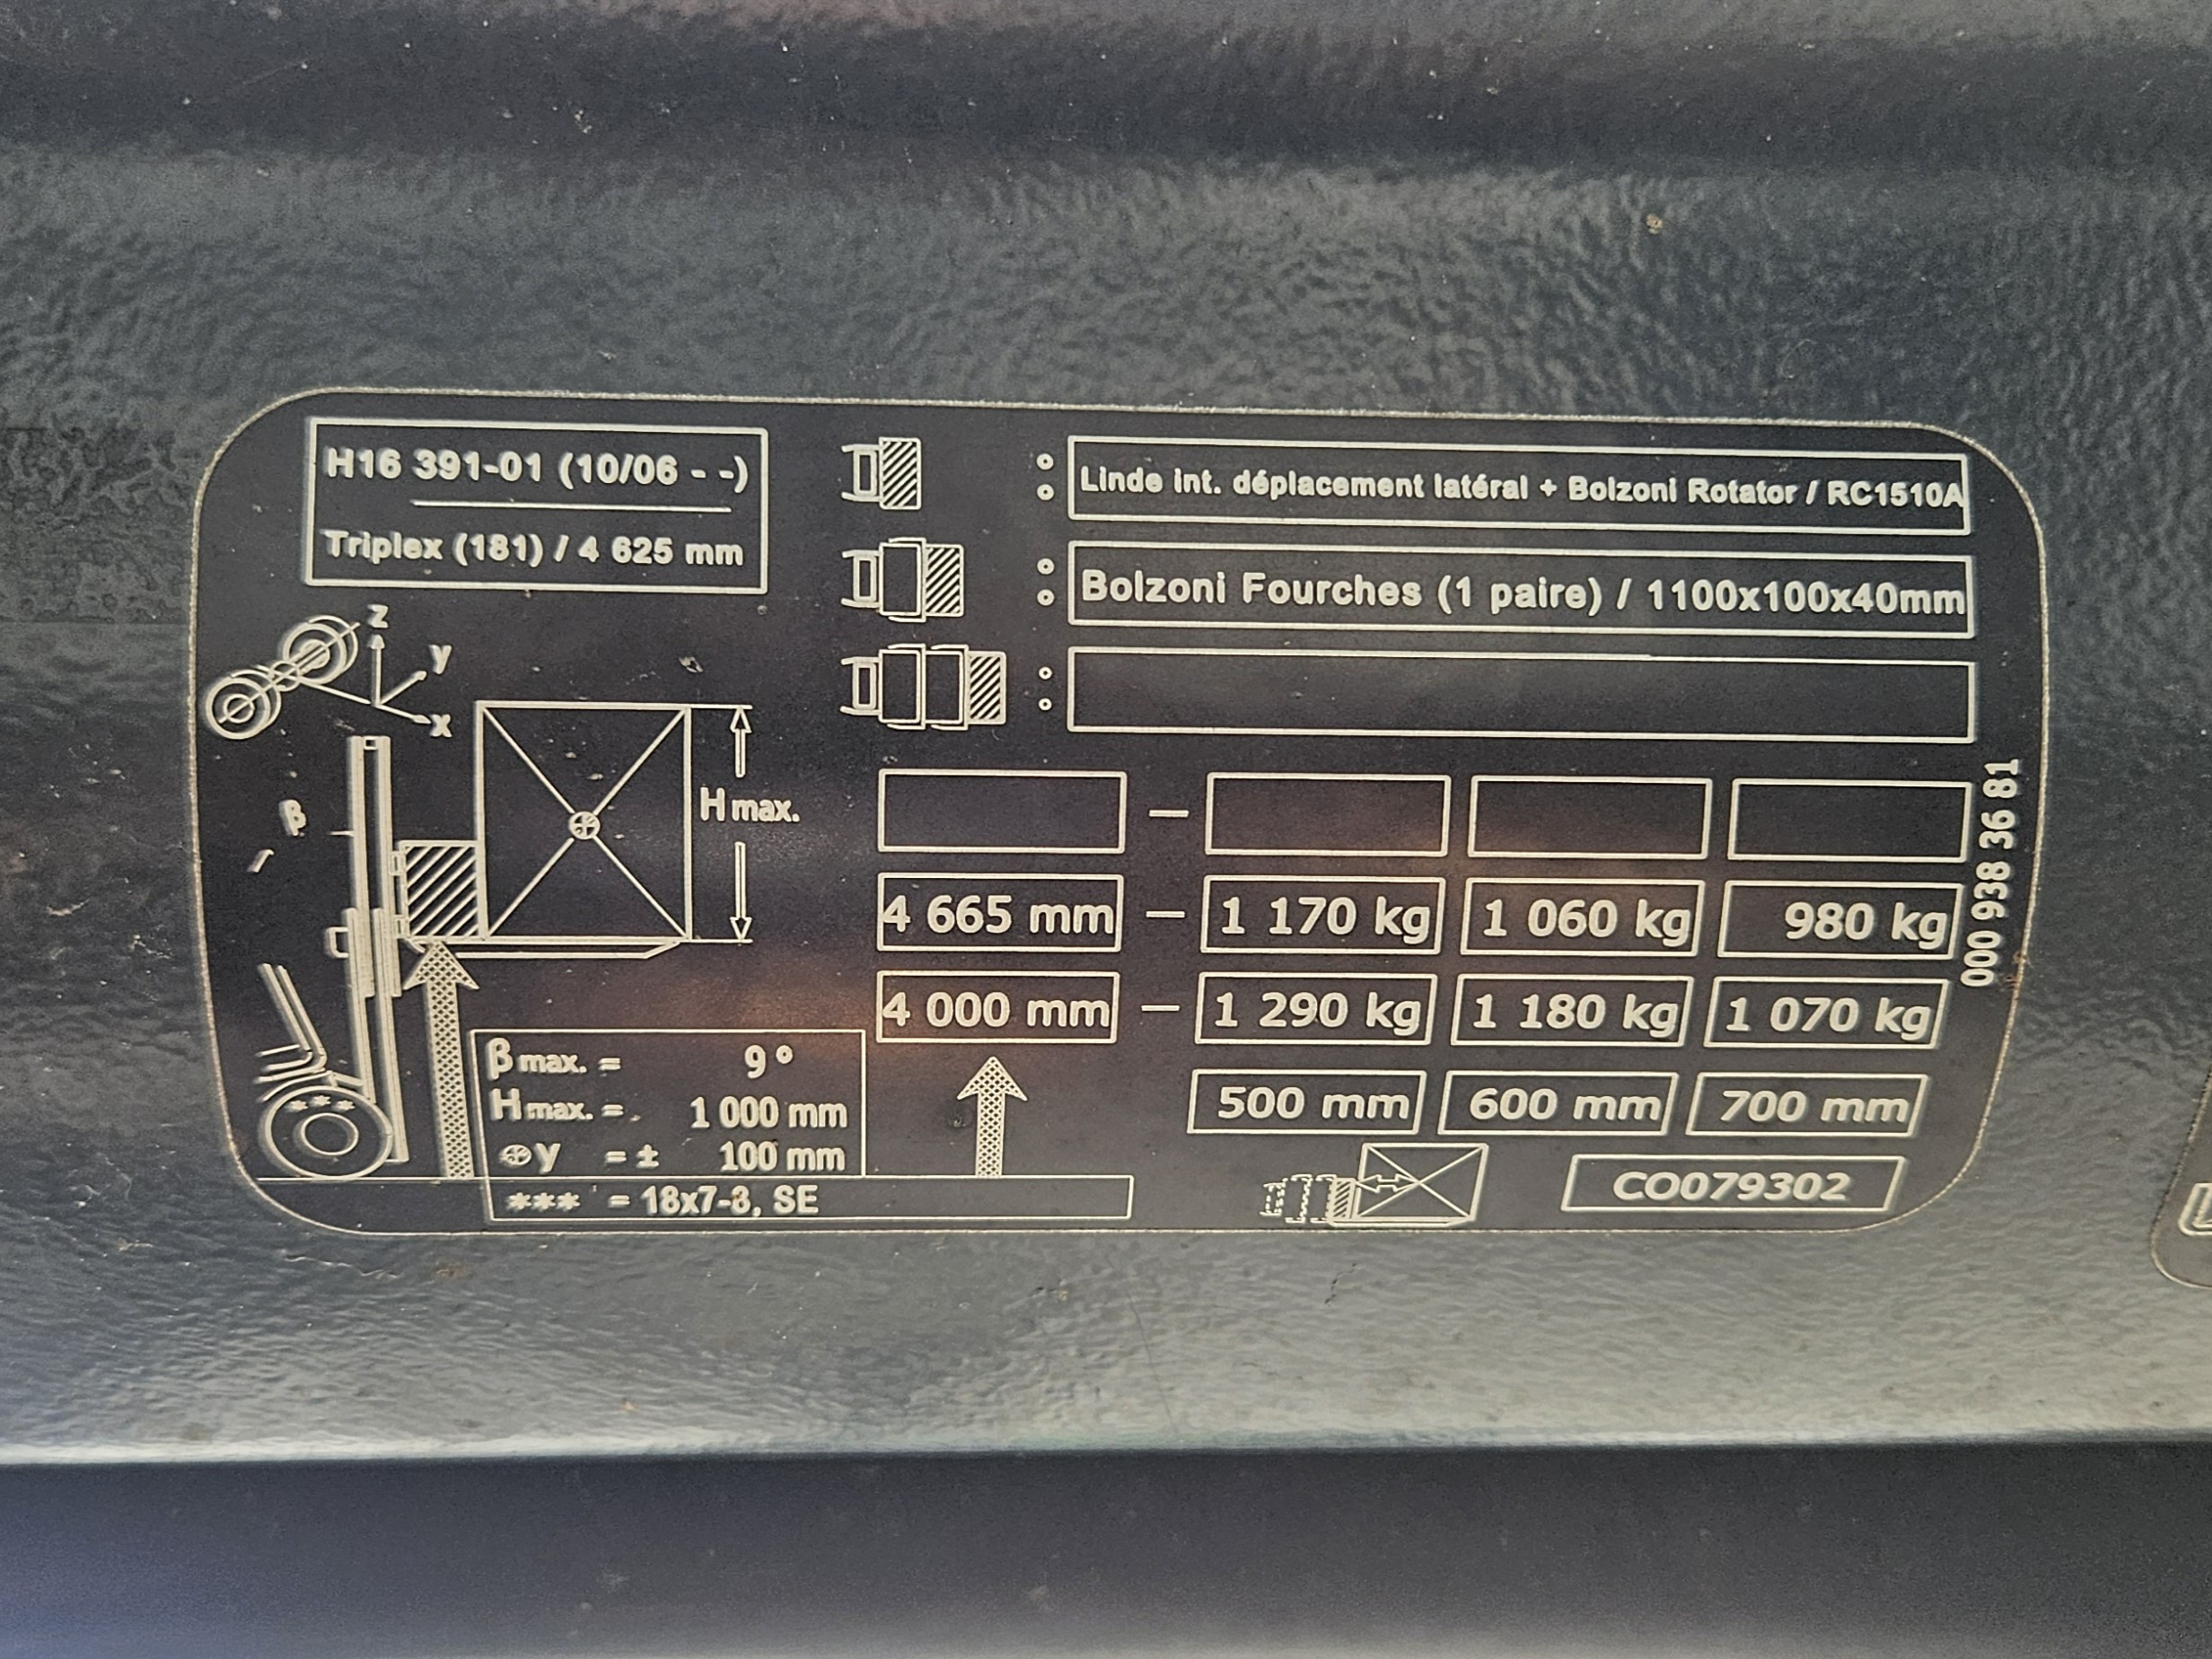 H16 391-01 (10/06 - -)
Triplex (181) / 4 625 mm
: Linde int. déplacement latéral + Bolzoni Rotator / RC1510A
: Bolzoni Fourches (1 paire) / 1100x100x40mm
:
z
y
x
β
H max.
4 665 mm — 1 170 kg 1 060 kg 980 kg
4 000 mm — 1 290 kg 1 180 kg 1 070 kg
500 mm 600 mm 700 mm
β max. = 9°
H max. = 1 000 mm
y = ± 100 mm
*** = 18x7-8, SE
***
CO079302
000 938 36 81